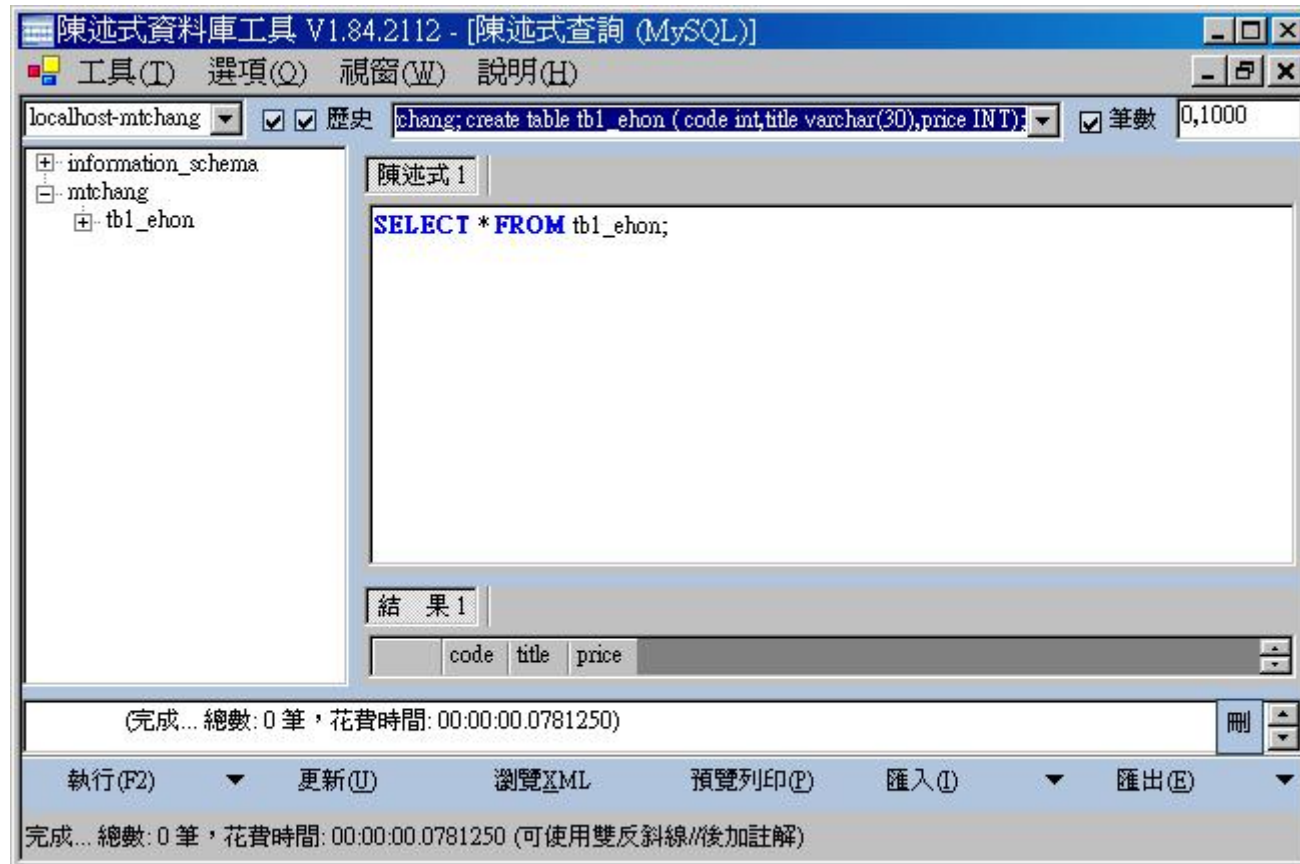 陳述式資料庫工具 V1.84.2112 - [陳述式查詢 (MySQL)]
工具(T) 選項(O) 視窗(W) 說明(H)
localhost-mtchang 歷史 chang; create table tb1_ehon ( code int,title varchar(30),price INT); 筆數 0,1000
information_schema
mtchang
tb1_ehon
陳述式 1
SELECT * FROM tb1_ehon;
結 果 1
code title price
(完成... 總數: 0 筆，花費時間: 00:00:00.0781250)
刪
執行(F2) 更新(U) 瀏覽XML 預覽列印(P) 匯入(I) 匯出(E)
完成... 總數: 0 筆，花費時間: 00:00:00.0781250 (可使用雙反斜線//後加註解)